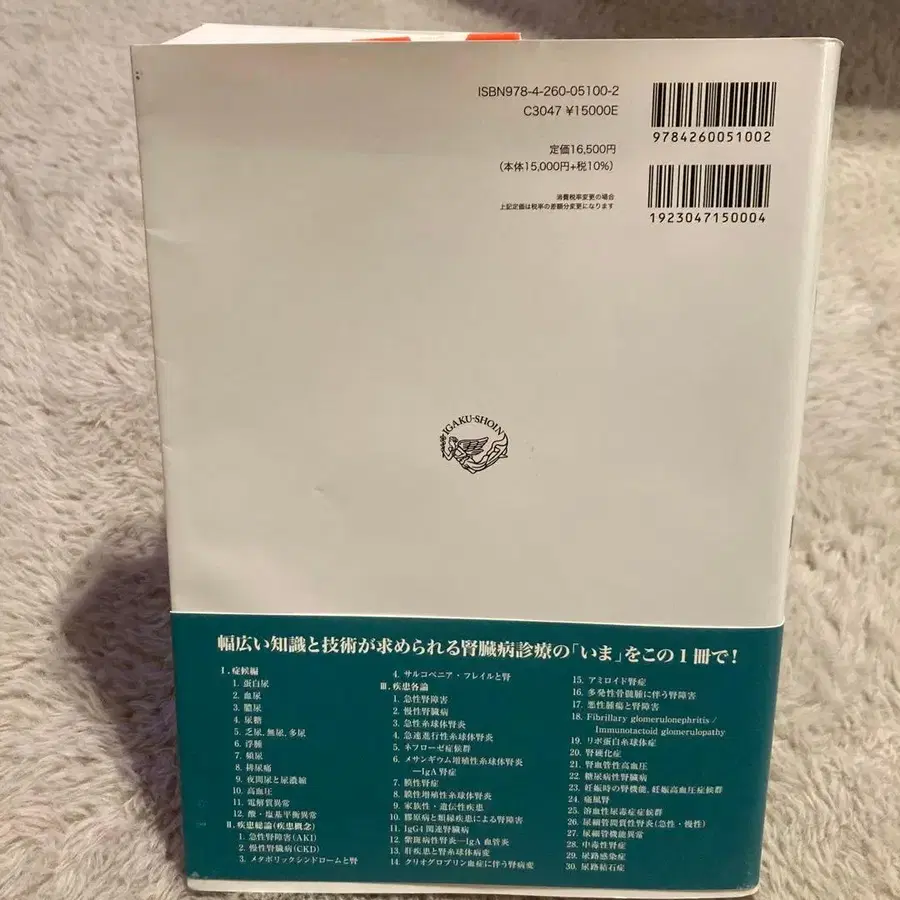 ISBN978-4-260-05100-2
C3047 ¥15000E
9784260051002
定価16,500円
(本体15,000円+税10%)
消費税率変更の場合
上記定価は税率の差額分変更になります
1923047150004
IGAKU-SHOIN
幅広い知識と技術が求められる腎臓病診療の「いま」をこの1冊で!
I. 症候編
1. 蛋白尿
2. 血尿
3. 膿尿
4. 尿糖
5. 乏尿, 無尿, 多尿
6. 浮腫
7. 頻尿
8. 排尿痛
9. 夜間尿と尿濃縮
10. 高血圧
11. 電解質異常
12. 酸・塩基平衡異常
II. 疾患総論(疾患概念)
1. 急性腎障害(AKI)
2. 慢性腎臓病(CKD)
3. メタボリックシンドロームと腎
4. サルコペニア・フレイルと腎
III. 疾患各論
1. 急性腎障害
2. 慢性腎臓病
3. 急性糸球体腎炎
4. 急速進行性糸球体腎炎
5. ネフローゼ症候群
6. メサンギウム増殖性糸球体腎炎
—IgA腎症
7. 膜性腎症
8. 膜性増殖性糸球体腎炎
9. 家族性・遺伝性疾患
10. 膠原病と類縁疾患による腎障害
11. IgG4関連腎臓病
12. 紫斑病性腎炎—IgA血管炎
13. 肝疾患と腎糸球体病変
14. クリオグロブリン血症に伴う腎病変
15. アミロイド腎症
16. 多発性骨髄腫に伴う腎障害
17. 悪性腫瘍と腎障害
18. Fibrillary glomerulonephritis/
Immunotactoid glomerulopathy
19. リポ蛋白糸球体症
20. 腎硬化症
21. 腎血管性高血圧
22. 糖尿病性腎臓病
23. 妊娠時の腎機能, 妊娠高血圧症候群
24. 痛風腎
25. 溶血性尿毒症症候群
26. 尿細管間質性腎炎(急性・慢性)
27. 尿細管機能異常
28. 中毒性腎症
29. 尿路感染症
30. 尿路結石症